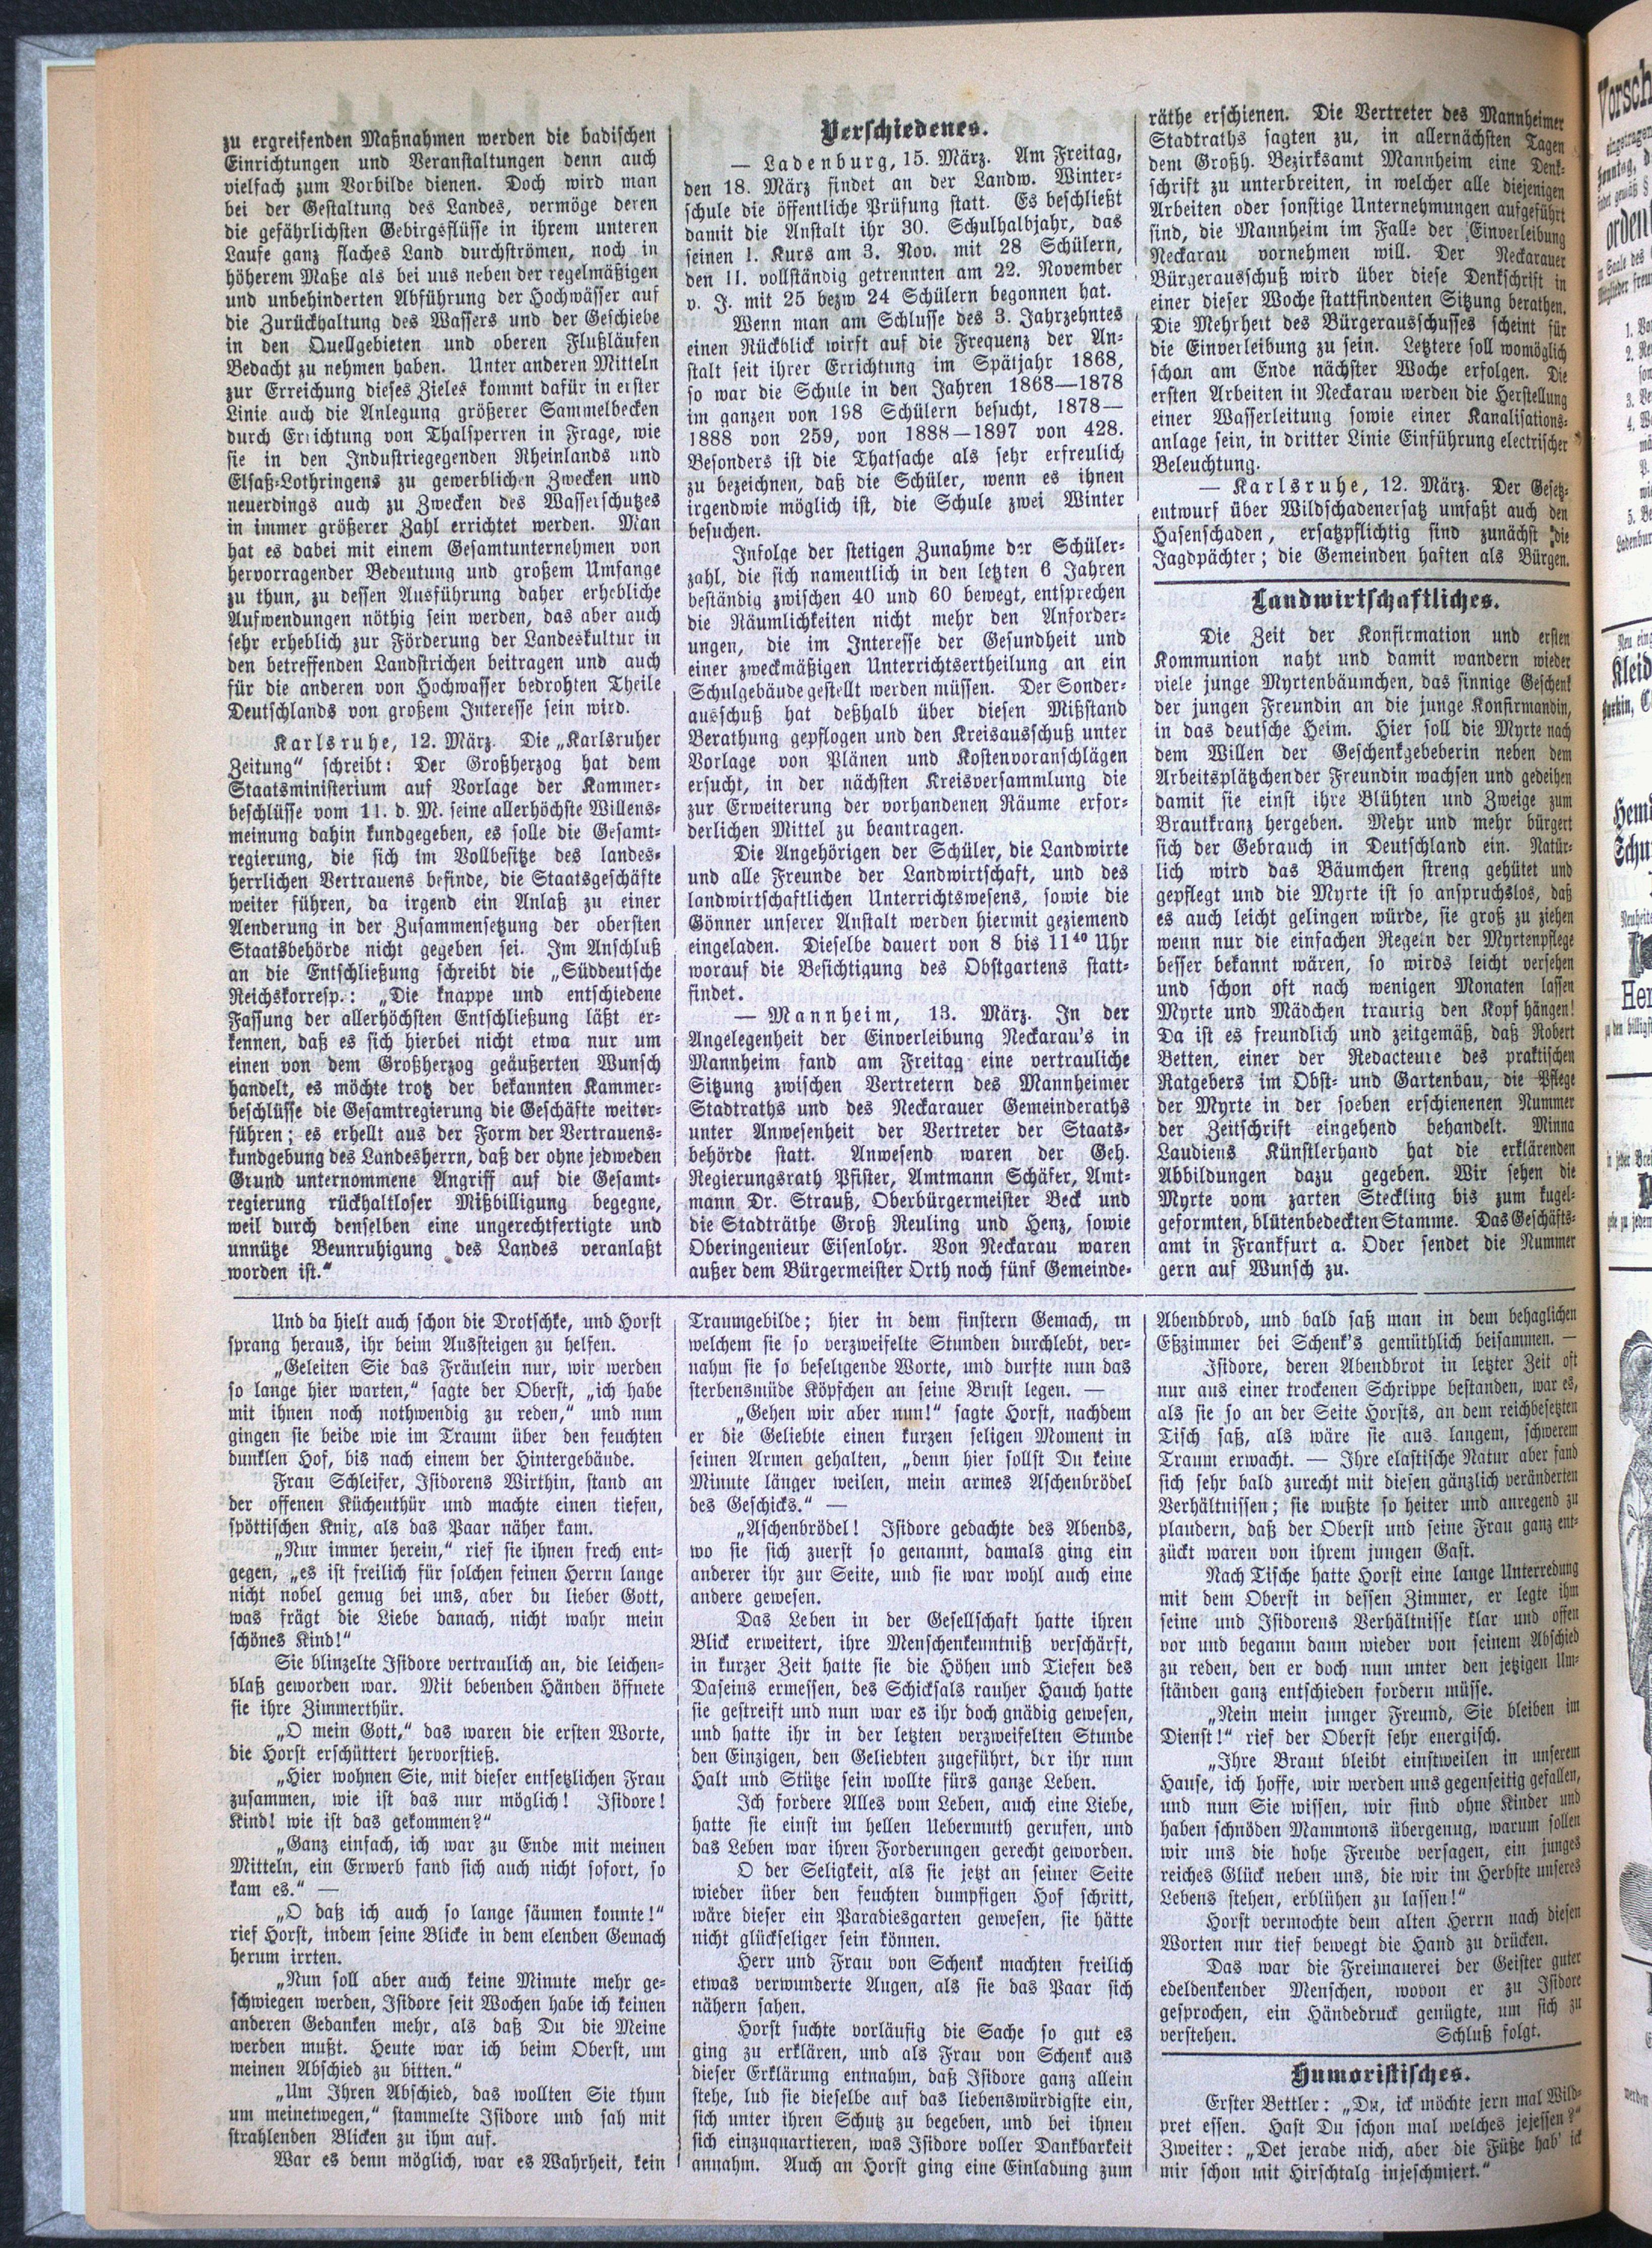 zu ergreifenden Maßnahmen werden die badischen
Einrichtungen und Veranstaltungen denn auch
vielfach zum Vorbilde dienen. Doch wird man
bei der Gestaltung des Landes, vermöge deren
die gefährlichsten Gebirgsflüsse in ihrem unteren
Laufe ganz flaches Land durchströmen, noch in
höherem Maße als bei uns neben der regelmäßigen
und unbehinderten Abführung der Hochwässer auf
die Zurückhaltung des Wassers und der Geschiebe
in den Quellgebieten und oberen Flußläufen
Bedacht zu nehmen haben. Unter anderen Mitteln
zur Erreichung dieses Zieles kommt dafür in erster
Linie auch die Anlegung größerer Sammelbecken
durch Errichtung von Thalsperren in Frage, wie
sie in den Industriegegenden Rheinlands und
Elsaß-Lothringens zu gewerblichen Zwecken und
neuerdings auch zu Zwecken des Wasserschutzes
in immer größerer Zahl errichtet werden. Man
hat es dabei mit einem Gesamtunternehmen von
hervorragender Bedeutung und großem Umfange
zu thun, zu dessen Ausführung daher erhebliche
Aufwendungen nöthig sein werden, das aber auch
sehr erheblich zur Förderung der Landeskultur in
den betreffenden Landstrichen beitragen und auch
für die anderen von Hochwasser bedrohten Theile
Deutschlands von großem Interesse sein wird.
Karlsruhe, 12. März. Die „Karlsruher
Zeitung“ schreibt: Der Großherzog hat dem
Staatsministerium auf Vorlage der Kammer-
beschlüsse vom 11. d. M. seine allerhöchste Willens-
meinung dahin kundgegeben, es solle die Gesamt-
regierung, die sich im Vollbesitze des landes-
herrlichen Vertrauens befinde, die Staatsgeschäfte
weiter führen, da irgend ein Anlaß zu einer
Aenderung in der Zusammensetzung der obersten
Staatsbehörde nicht gegeben sei. Im Anschluß
an die Entschließung schreibt die „Süddeutsche
Reichskorresp.: „Die knappe und entschiedene
Fassung der allerhöchsten Entschließung läßt er-
kennen, daß es sich hierbei nicht etwa nur um
einen von dem Großherzog geäußerten Wunsch
handelt, es möchte trotz der bekannten Kammer-
beschlüsse die Gesamtregierung die Geschäfte weiter-
führen; es erhellt aus der Form der Vertrauens-
kundgebung des Landesherrn, daß der ohne jedweden
Grund unternommene Angriff auf die Gesamt-
regierung rückhaltloser Mißbilligung begegne,
weil durch denselben eine ungerechtfertigte und
unnütze Beunruhigung des Landes veranlaßt
worden ist.“
Verschiedenes.
— Ladenburg, 15. März. Am Freitag,
den 18. März findet an der Landw. Winter-
schule die öffentliche Prüfung statt. Es beschließt
damit die Anstalt ihr 30. Schulhalbjahr, das
seinen 1. Kurs am 3. Nov. mit 28 Schülern,
den 11. vollständig getrennten am 22. November
v. J. mit 25 bezw 24 Schülern begonnen hat.
Wenn man am Schlusse des 3. Jahrzehntes
einen Rückblick wirft auf die Frequenz der An-
stalt seit ihrer Errichtung im Spätjahr 1868,
so war die Schule in den Jahren 1868—1878
im ganzen von 198 Schülern besucht, 1878—
1888 von 259, von 1888—1897 von 428.
Besonders ist die Thatsache als sehr erfreulich
zu bezeichnen, daß die Schüler, wenn es ihnen
irgendwie möglich ist, die Schule zwei Winter
besuchen.
Infolge der stetigen Zunahme der Schüler-
zahl, die sich namentlich in den letzten 6 Jahren
beständig zwischen 40 und 60 bewegt, entsprechen
die Räumlichkeiten nicht mehr den Anforder-
ungen, die im Interesse der Gesundheit und
einer zweckmäßigen Unterrichtsertheilung an ein
Schulgebäude gestellt werden müssen. Der Sonder-
ausschuß hat deßhalb über diesen Mißstand
Berathung gepflogen und den Kreisausschuß unter
Vorlage von Plänen und Kostenvoranschlägen
ersucht, in der nächsten Kreisversammlung die
zur Erweiterung der vorhandenen Räume erfor-
derlichen Mittel zu beantragen.
Die Angehörigen der Schüler, die Landwirte
und alle Freunde der Landwirtschaft, und des
landwirtschaftlichen Unterrichtswesens, sowie die
Gönner unserer Anstalt werden hiermit geziemend
eingeladen. Dieselbe dauert von 8 bis 11⁴⁰ Uhr
worauf die Besichtigung des Obstgartens statt-
findet.
— Mannheim, 13. März. In der
Angelegenheit der Einverleibung Neckarau's in
Mannheim fand am Freitag eine vertrauliche
Sitzung zwischen Vertretern des Mannheimer
Stadtraths und des Neckarauer Gemeinderaths
unter Anwesenheit der Vertreter der Staats-
behörde statt. Anwesend waren der Geh.
Regierungsrath Pfister, Amtmann Schäfer, Amt-
mann Dr. Strauß, Oberbürgermeister Beck und
die Stadträthe Groß Neuling und Henz, sowie
Oberingenieur Eisenlohr. Von Neckarau waren
außer dem Bürgermeister Orth noch fünf Gemeinde-
räthe erschienen. Die Vertreter des Mannheimer
Stadtraths sagten zu, in allernächsten Tagen
dem Großh. Bezirksamt Mannheim eine Denk-
schrift zu unterbreiten, in welcher alle diejenigen
Arbeiten oder sonstige Unternehmungen aufgeführt
sind, die Mannheim im Falle der Einverleibung
Neckarau vornehmen will. Der Neckarauer
Bürgerausschuß wird über diese Denkschrift in
einer dieser Woche stattfindenten Sitzung berathen.
Die Mehrheit des Bürgerausschusses scheint für
die Einverleibung zu sein. Letztere soll womöglich
schon am Ende nächster Woche erfolgen. Die
ersten Arbeiten in Neckarau werden die Herstellung
einer Wasserleitung sowie einer Kanalisations-
anlage sein, in dritter Linie Einführung electrischer
Beleuchtung.
— Karlsruhe, 12. März. Der Gesetz-
entwurf über Wildschadenersatz umfaßt auch den
Hasenschaden, ersatzpflichtig sind zunächst die
Jagdpächter; die Gemeinden haften als Bürgen.
Landwirtschaftliches.
Die Zeit der Konfirmation und ersten
Kommunion naht und damit wandern wieder
viele junge Myrtenbäumchen, das sinnige Geschenk
der jungen Freundin an die junge Konfirmandin,
in das deutsche Heim. Hier soll die Myrte nach
dem Willen der Geschenkgebeberin neben dem
Arbeitsplätzchen der Freundin wachsen und gedeihen
damit sie einst ihre Blühten und Zweige zum
Brautkranz hergeben. Mehr und mehr bürgert
sich der Gebrauch in Deutschland ein. Natür-
lich wird das Bäumchen streng gehütet und
gepflegt und die Myrte ist so anspruchslos, daß
es auch leicht gelingen würde, sie groß zu ziehen
wenn nur die einfachen Regeln der Myrtenpflege
besser bekannt wären, so wirds leicht versehen
und schon oft nach wenigen Monaten lassen
Myrte und Mädchen traurig den Kopf hängen!
Da ist es freundlich und zeitgemäß, daß Robert
Betten, einer der Redacteure des praktischen
Ratgebers im Obst- und Gartenbau, die Pflege
der Myrte in der soeben erschienenen Nummer
der Zeitschrift eingehend behandelt. Minna
Laudiens Künstlerhand hat die erklärenden
Abbildungen dazu gegeben. Wir sehen die
Myrte vom zarten Steckling bis zum kugel-
geformten, blütenbedeckten Stamme. Das Geschäfts-
amt in Frankfurt a. Oder sendet die Nummer
gern auf Wunsch zu.
Und da hielt auch schon die Drotschke, und Horst
sprang heraus, ihr beim Aussteigen zu helfen.
„Geleiten Sie das Fräulein nur, wir werden
so lange hier warten,“ sagte der Oberst, „ich habe
mit ihnen noch nothwendig zu reden,“ und nun
gingen sie beide wie im Traum über den feuchten
dunklen Hof, bis nach einem der Hintergebäude.
Frau Schleifer, Isidorens Wirthin, stand an
der offenen Küchenthür und machte einen tiefen,
spöttischen Knix, als das Paar näher kam.
„Nur immer herein,“ rief sie ihnen frech ent-
gegen, „es ist freilich für solchen feinen Herrn lange
nicht nobel genug bei uns, aber du lieber Gott,
was frägt die Liebe danach, nicht wahr mein
schönes Kind!“
Sie blinzelte Isidore vertraulich an, die leichen-
blaß geworden war. Mit bebenden Händen öffnete
sie ihre Zimmerthür.
„O mein Gott,“ das waren die ersten Worte,
die Horst erschüttert hervorstieß.
„Hier wohnen Sie, mit dieser entsetzlichen Frau
zusammen, wie ist das nur möglich! Isidore!
Kind! wie ist das gekommen?“
„Ganz einfach, ich war zu Ende mit meinen
Mitteln, ein Erwerb fand sich auch nicht sofort, so
kam es.“ —
„O daß ich auch so lange säumen konnte!“
rief Horst, indem seine Blicke in dem elenden Gemach
herum irrten.
„Nun soll aber auch keine Minute mehr ge-
schwiegen werden, Isidore seit Wochen habe ich keinen
anderen Gedanken mehr, als daß Du die Meine
werden mußt. Heute war ich beim Oberst, um
meinen Abschied zu bitten.“
„Um Ihren Abschied, das wollten Sie thun
um meinetwegen,“ stammelte Isidore und sah mit
strahlenden Blicken zu ihm auf.
War es denn möglich, war es Wahrheit, kein
Traumgebilde; hier in dem finstern Gemach, in
welchem sie so verzweifelte Stunden durchlebt, ver-
nahm sie so beseligende Worte, und durfte nun das
sterbensmüde Köpfchen an seine Brust legen. —
„Gehen wir aber nun!“ sagte Horst, nachdem
er die Geliebte einen kurzen seligen Moment in
seinen Armen gehalten, „denn hier sollst Du keine
Minute länger weilen, mein armes Aschenbrödel
des Geschicks.“ —
„Aschenbrödel! Isidore gedachte des Abends,
wo sie sich zuerst so genannt, damals ging ein
anderer ihr zur Seite, und sie war wohl auch eine
andere gewesen.
Das Leben in der Gesellschaft hatte ihren
Blick erweitert, ihre Menschenkenntniß verschärft,
in kurzer Zeit hatte sie die Höhen und Tiefen des
Daseins ermessen, des Schicksals rauher Hauch hatte
sie gestreift und nun war es ihr doch gnädig gewesen,
und hatte ihr in der letzten verzweifelten Stunde
den Einzigen, den Geliebten zugeführt, der ihr nun
Halt und Stütze sein wollte fürs ganze Leben.
Ich fordere Alles vom Leben, auch eine Liebe,
hatte sie einst im hellen Uebermuth gerufen, und
das Leben war ihren Forderungen gerecht geworden.
O der Seligkeit, als sie jetzt an seiner Seite
wieder über den feuchten dumpfigen Hof schritt,
wäre dieser ein Paradiesgarten gewesen, sie hätte
nicht glückseliger sein können.
Herr und Frau von Schenk machten freilich
etwas verwunderte Augen, als sie das Paar sich
nähern sahen.
Horst suchte vorläufig die Sache so gut es
ging zu erklären, und als Frau von Schenk aus
dieser Erklärung entnahm, daß Isidore ganz allein
stehe, lud sie dieselbe auf das liebenswürdigste ein,
sich unter ihren Schutz zu begeben, und bei ihnen
sich einzuquartieren, was Isidore voller Dankbarkeit
annahm. Auch an Horst ging eine Einladung zum
Abendbrod, und bald saß man in dem behaglichen
Eßzimmer bei Schenk's gemüthlich beisammen. —
Isidore, deren Abendbrot in letzter Zeit oft
nur aus einer trockenen Schrippe bestanden, war es,
als sie so an der Seite Horsts, an dem reichbesetzten
Tisch saß, als wäre sie aus langem, schwerem
Traum erwacht. — Ihre elastische Natur aber fand
sich sehr bald zurecht mit diesen gänzlich veränderten
Verhältnissen; sie wußte so heiter und anregend zu
plaudern, daß der Oberst und seine Frau ganz ent-
zückt waren von ihrem jungen Gast.
Nach Tische hatte Horst eine lange Unterredung
mit dem Oberst in dessen Zimmer, er legte ihm
seine und Isidorens Verhältnisse klar und offen
vor und begann dann wieder von seinem Abschied
zu reden, den er doch nun unter den jetzigen Um-
ständen ganz entschieden fordern müsse.
„Nein mein junger Freund, Sie bleiben im
Dienst!“ rief der Oberst sehr energisch.
„Ihre Braut bleibt einstweilen in unserem
Hause, ich hoffe, wir werden uns gegenseitig gefallen,
und nun Sie wissen, wir sind ohne Kinder und
haben schnöden Mammons übergenug, warum sollen
wir uns die hohe Freude versagen, ein junges
reiches Glück neben uns, die wir im Herbste unseres
Lebens stehen, erblühen zu lassen!“
Horst vermochte dem alten Herrn nach diesen
Worten nur tief bewegt die Hand zu drücken.
Das war die Freimauerei der Geister guter
edeldenkender Menschen, wovon er zu Isidore
gesprochen, ein Händedruck genügte, um sich zu
verstehen. Schluß folgt.
Humoristisches.
Erster Bettler: „Du, ick möchte jern mal Wild-
pret essen. Hast Du schon mal welches jejessen?“
Zweiter: „Det jerade nich, aber die Füße hab' ick
mir schon mit Hirschtalg injeschmiert.“